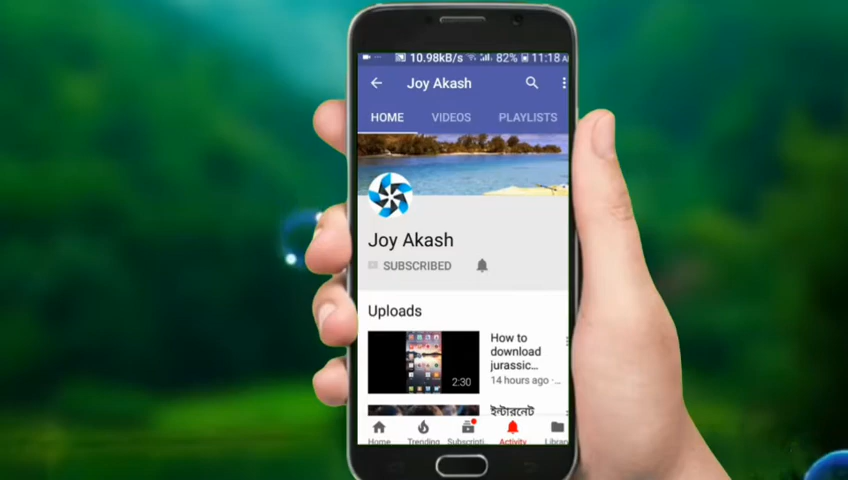 10.98kB/s 82% 11:18
Joy Akash
HOME VIDEOS PLAYLISTS
Joy Akash
SUBSCRIBED
Uploads
How to
download
jurassic...
2:30
14 hours ago ·...
ইন্টারনেট
Home Trending Subscripti... Activity